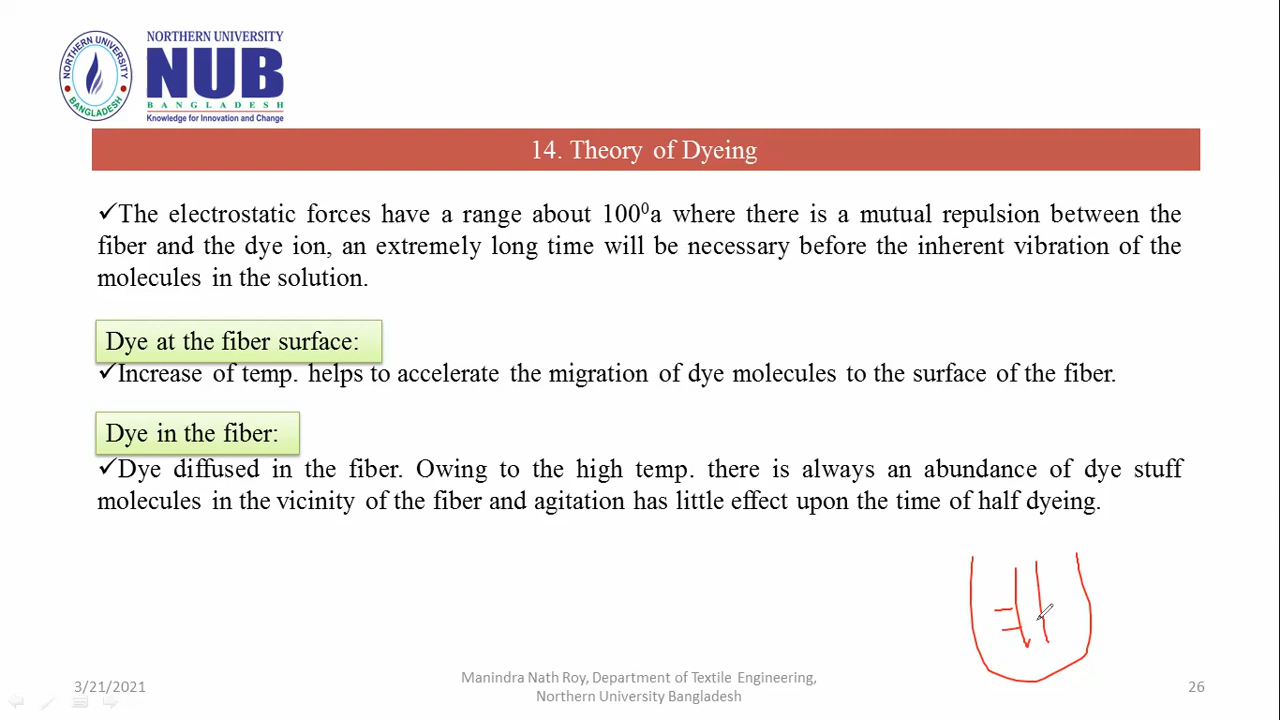 NORTHERN UNIVERSITY
BANGLADESH
NORTHERN UNIVERSITY
NUB
BANGLADESH
Knowledge for Innovation and Change
14. Theory of Dyeing
✓The electrostatic forces have a range about 100⁰a where there is a mutual repulsion between the
fiber and the dye ion, an extremely long time will be necessary before the inherent vibration of the
molecules in the solution.
Dye at the fiber surface:
✓Increase of temp. helps to accelerate the migration of dye molecules to the surface of the fiber.
Dye in the fiber:
✓Dye diffused in the fiber. Owing to the high temp. there is always an abundance of dye stuff
molecules in the vicinity of the fiber and agitation has little effect upon the time of half dyeing.
3/21/2021
Manindra Nath Roy, Department of Textile Engineering,
Northern University Bangladesh
26